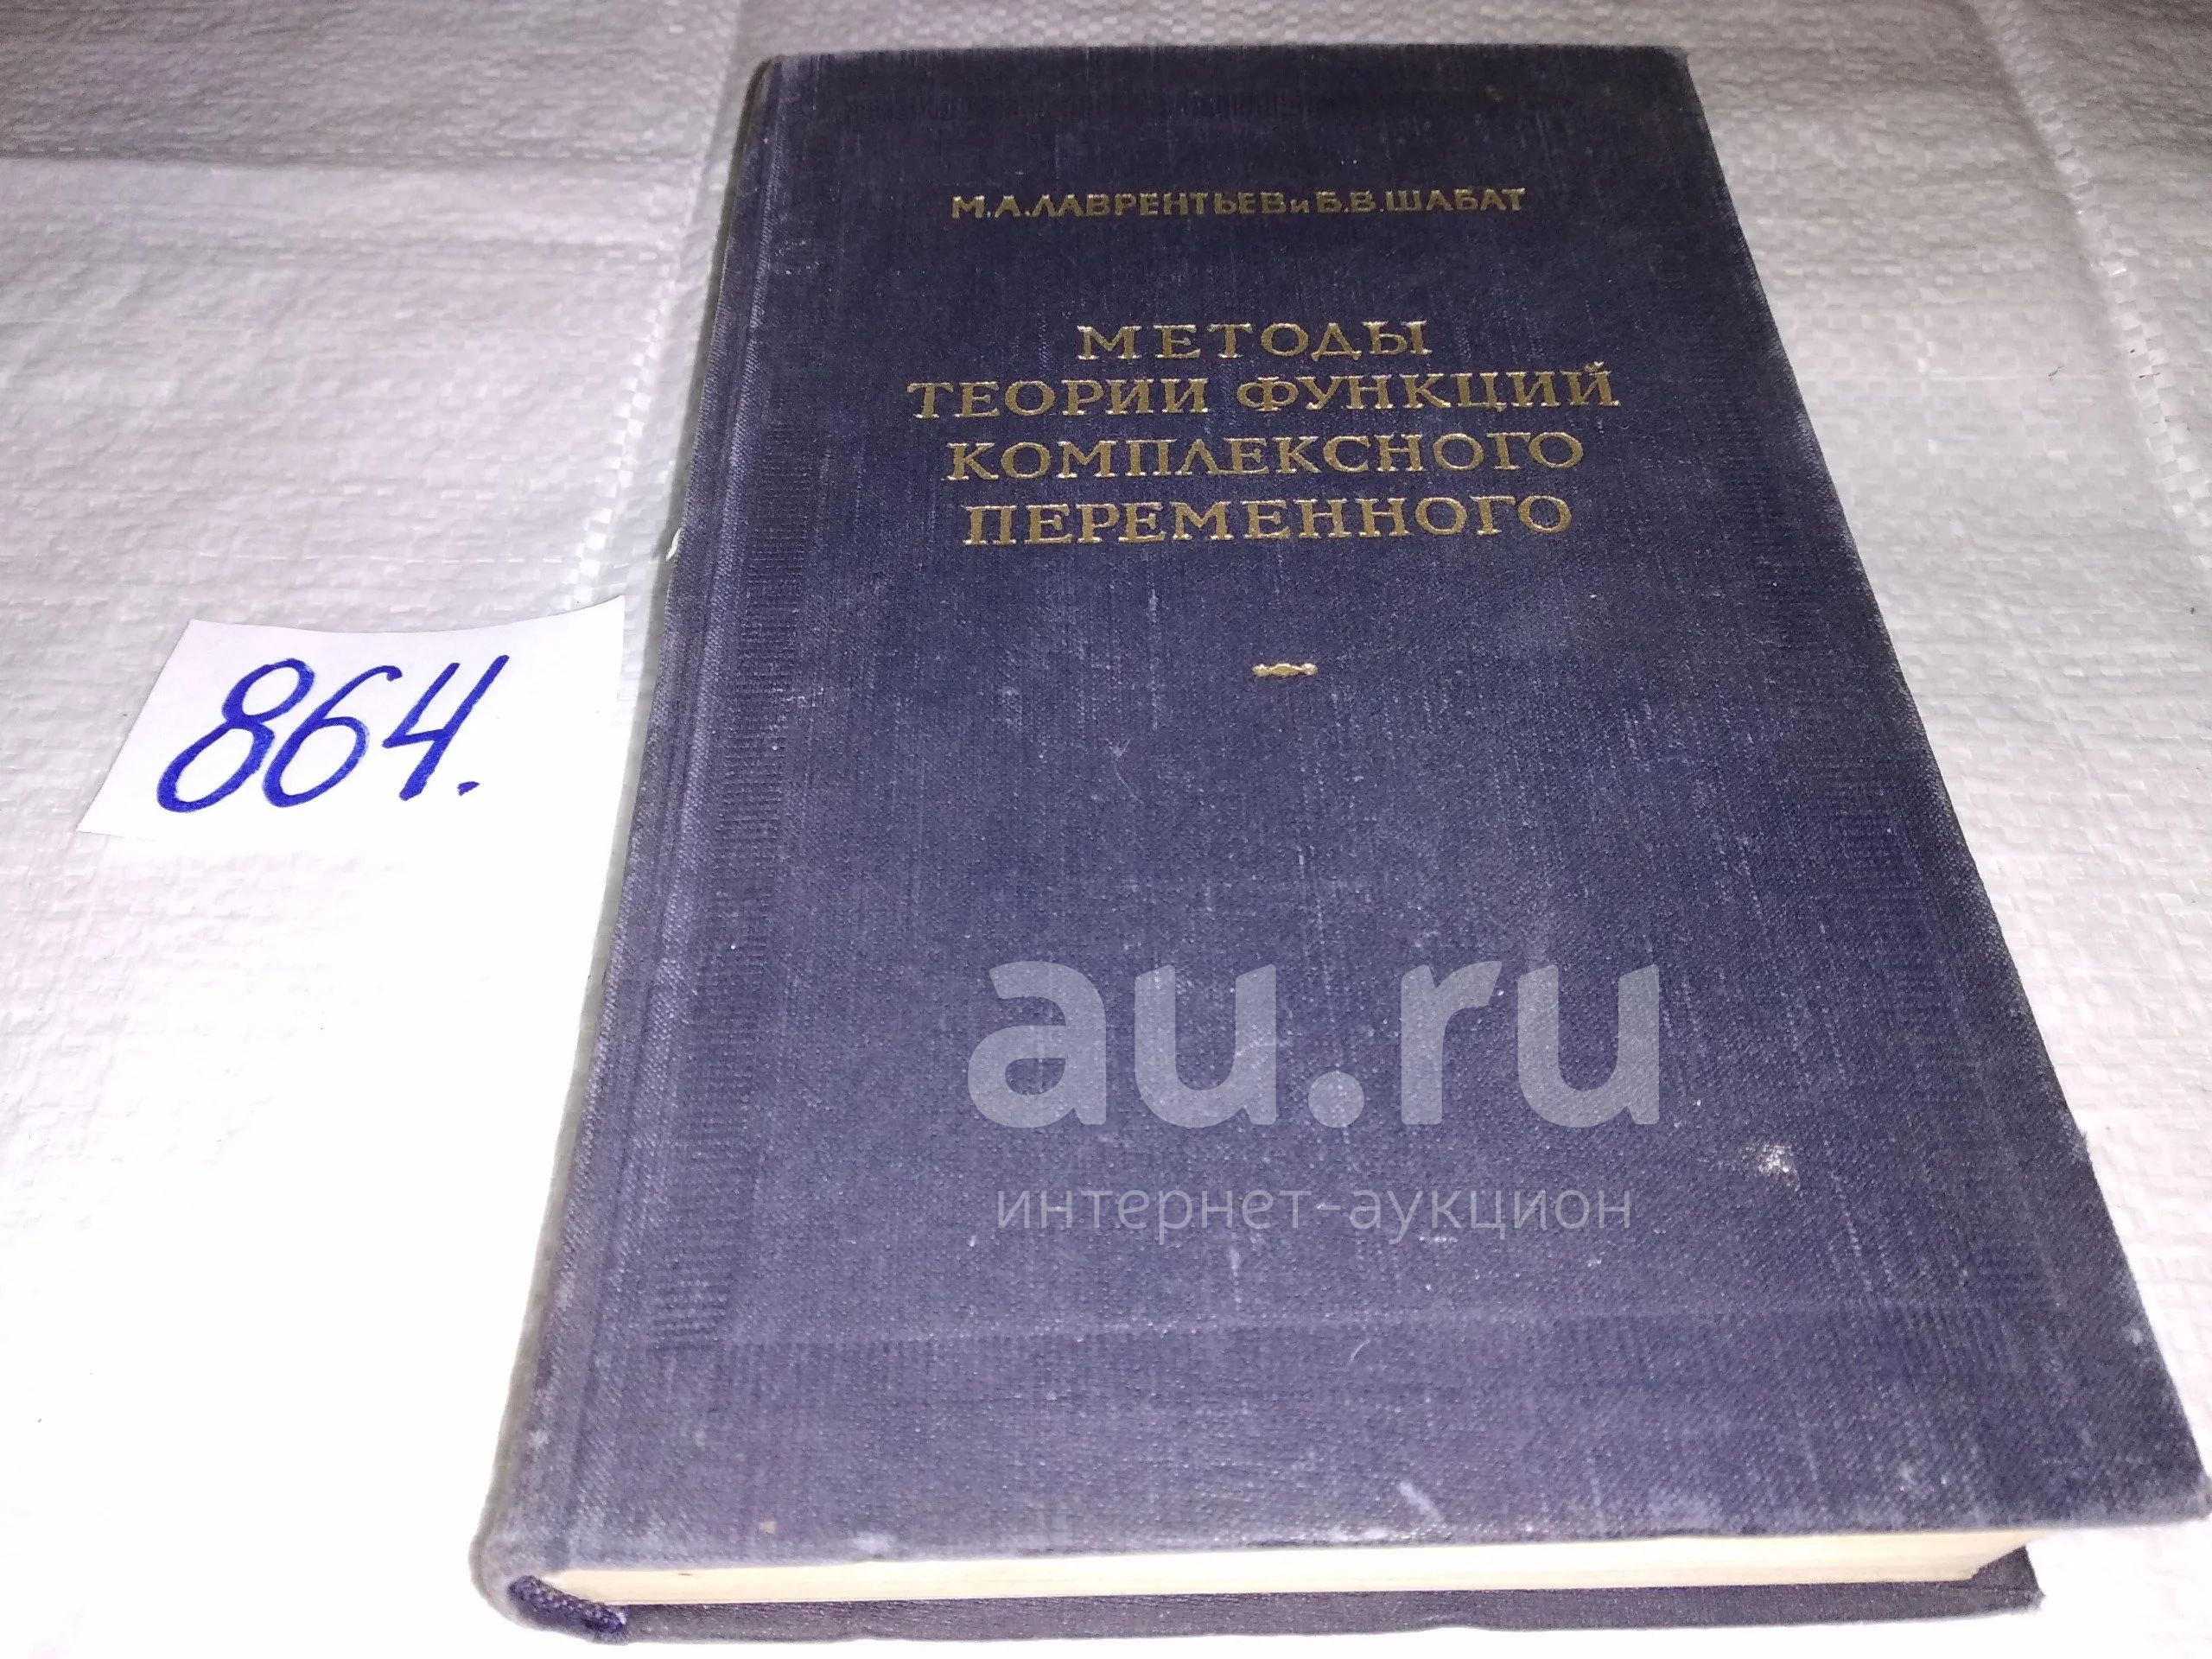 М.А.ЛАВРЕНТЬЕВ и Б.В.ШАБАТ
МЕТОДЫ
ТЕОРИИ ФУНКЦИЙ
КОМПЛЕКСНОГО
ПЕРЕМЕННОГО
864.
au.ru
интернет-аукцион